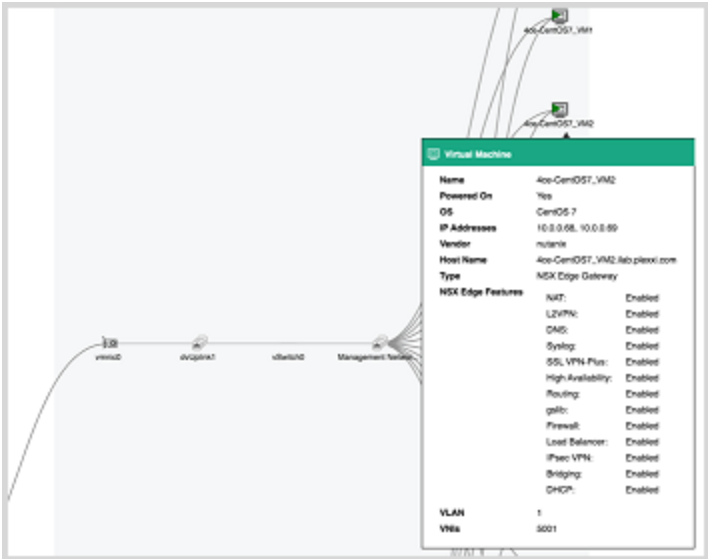 4ce-CentOS7_VM1
4ce-CentOS7_VM2
Virtual Machine
Name 4ce-CentOS7_VM2
Powered On Yes
OS CentOS 7
IP Addresses 10.0.0.68, 10.0.0.69
Vendor nutanix
Host Name 4ce-CentOS7_VM2.lab.plexxi.com
Type NSX Edge Gateway
NSX Edge Features
NAT: Enabled
L2VPN: Enabled
DNS: Enabled
Syslog: Enabled
SSL VPN-Plus: Enabled
High Availability: Enabled
Routing: Enabled
gslb: Enabled
Firewall: Enabled
Load Balancer: Enabled
IPsec VPN: Enabled
Bridging: Enabled
DHCP: Enabled
VLAN 1
VNIs 5001
vmnic0 dvUplink1 vSwitch0 Management Netwo